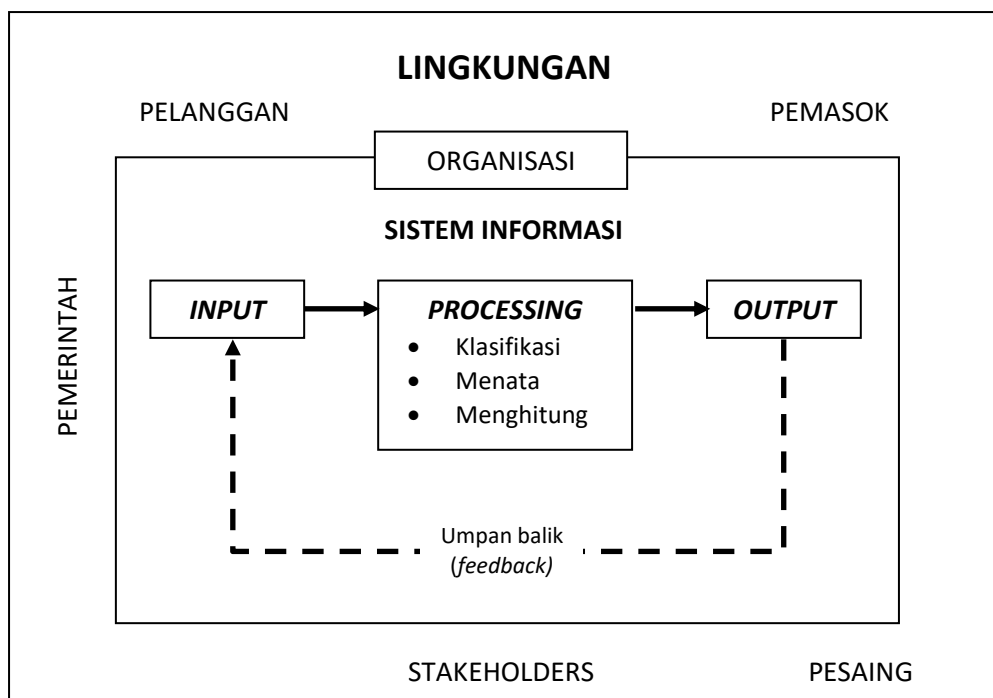 LINGKUNGAN
PELANGGAN
PEMASOK
ORGANISASI
SISTEM INFORMASI
PEMERINTAH
INPUT
PROCESSING
• Klasifikasi
• Menata
• Menghitung
OUTPUT
Umpan balik
(feedback)
STAKEHOLDERS
PESAING